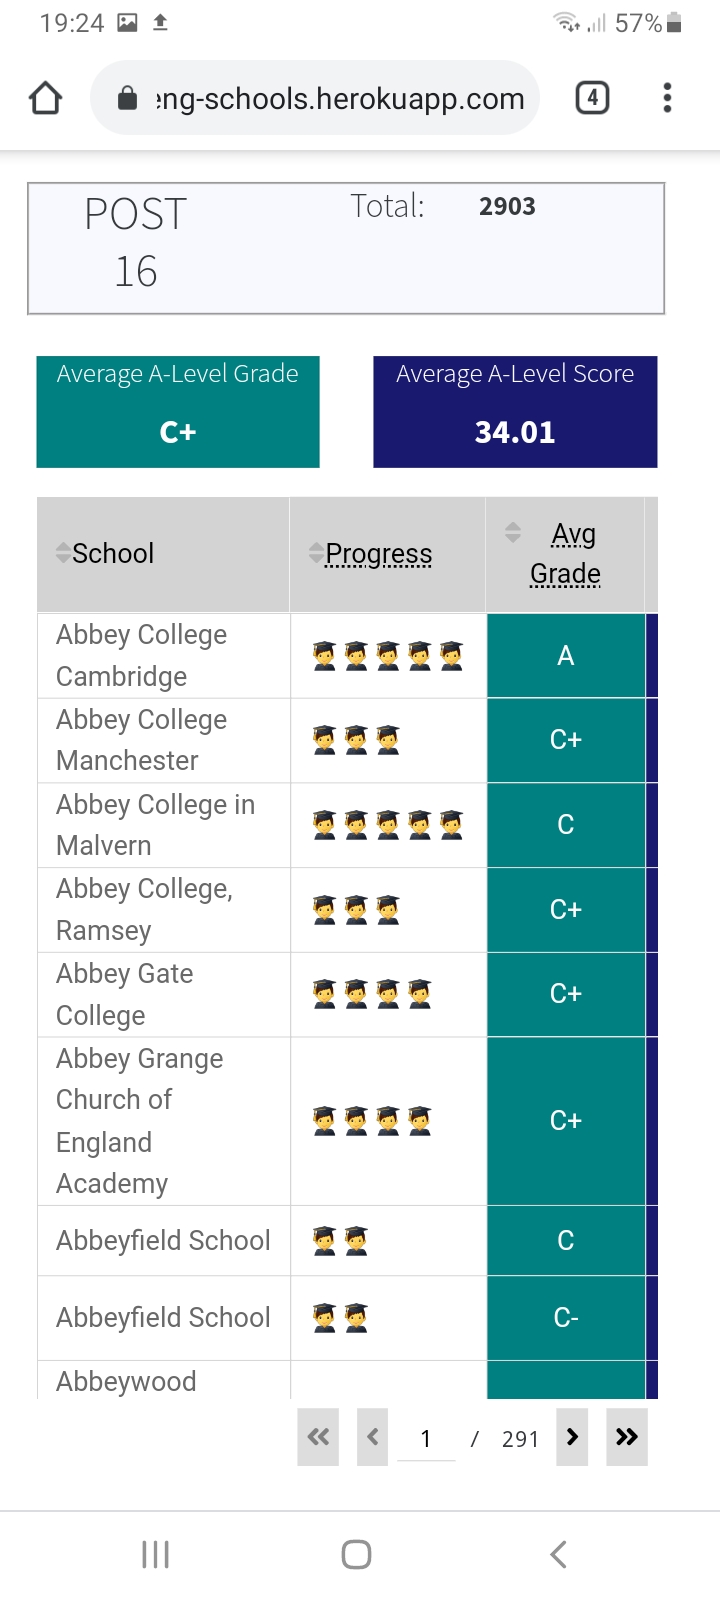 19:24
57%
eng-schools.herokuapp.com
4
POST
16
Total: 2903
Average A-Level Grade
C+
Average A-Level Score
34.01
School Progress Avg
Grade
Abbey College
Cambridge
A
Abbey College
Manchester
C+
Abbey College in
Malvern
C
Abbey College,
Ramsey
C+
Abbey Gate
College
C+
Abbey Grange
Church of
England
Academy
C+
Abbeyfield School
C
Abbeyfield School
C-
Abbeywood
1 / 291